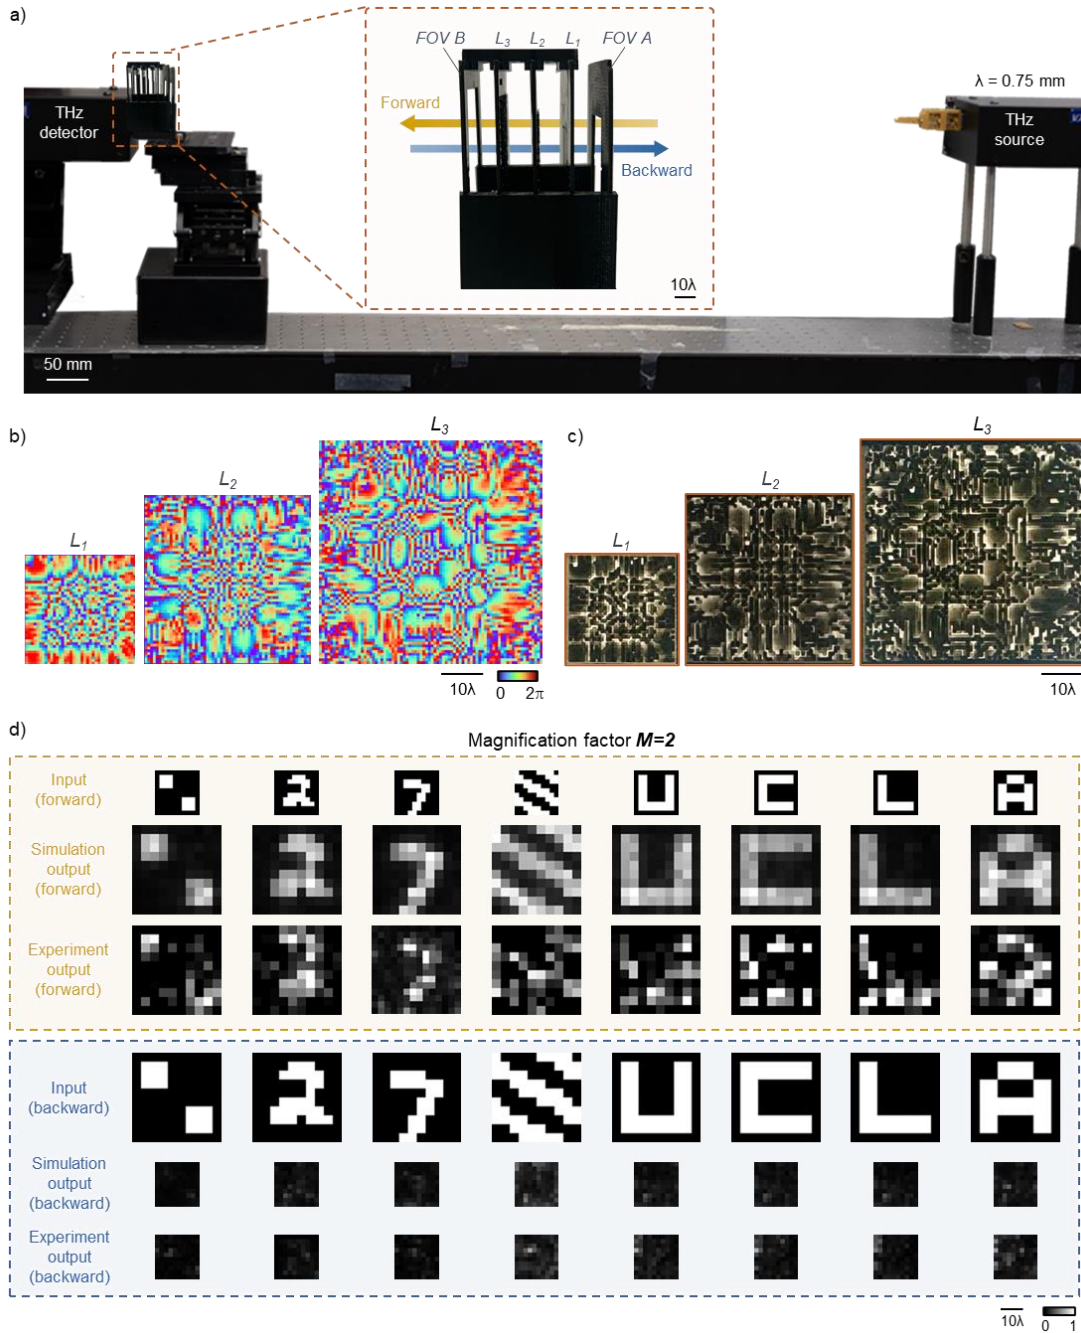 a)
FOV B
L3
L2
L1
FOV A
Forward
Backward
10λ
THz
detector
λ = 0.75 mm
THz
source
50 mm
b)
L1
L2
L3
10λ
0
2π
c)
L1
L2
L3
10λ
d)
Magnification factor M=2
Input
(forward)
Simulation
output
(forward)
Experiment
output
(forward)
Input
(backward)
Simulation
output
(backward)
Experiment
output
(backward)
10λ
0
1